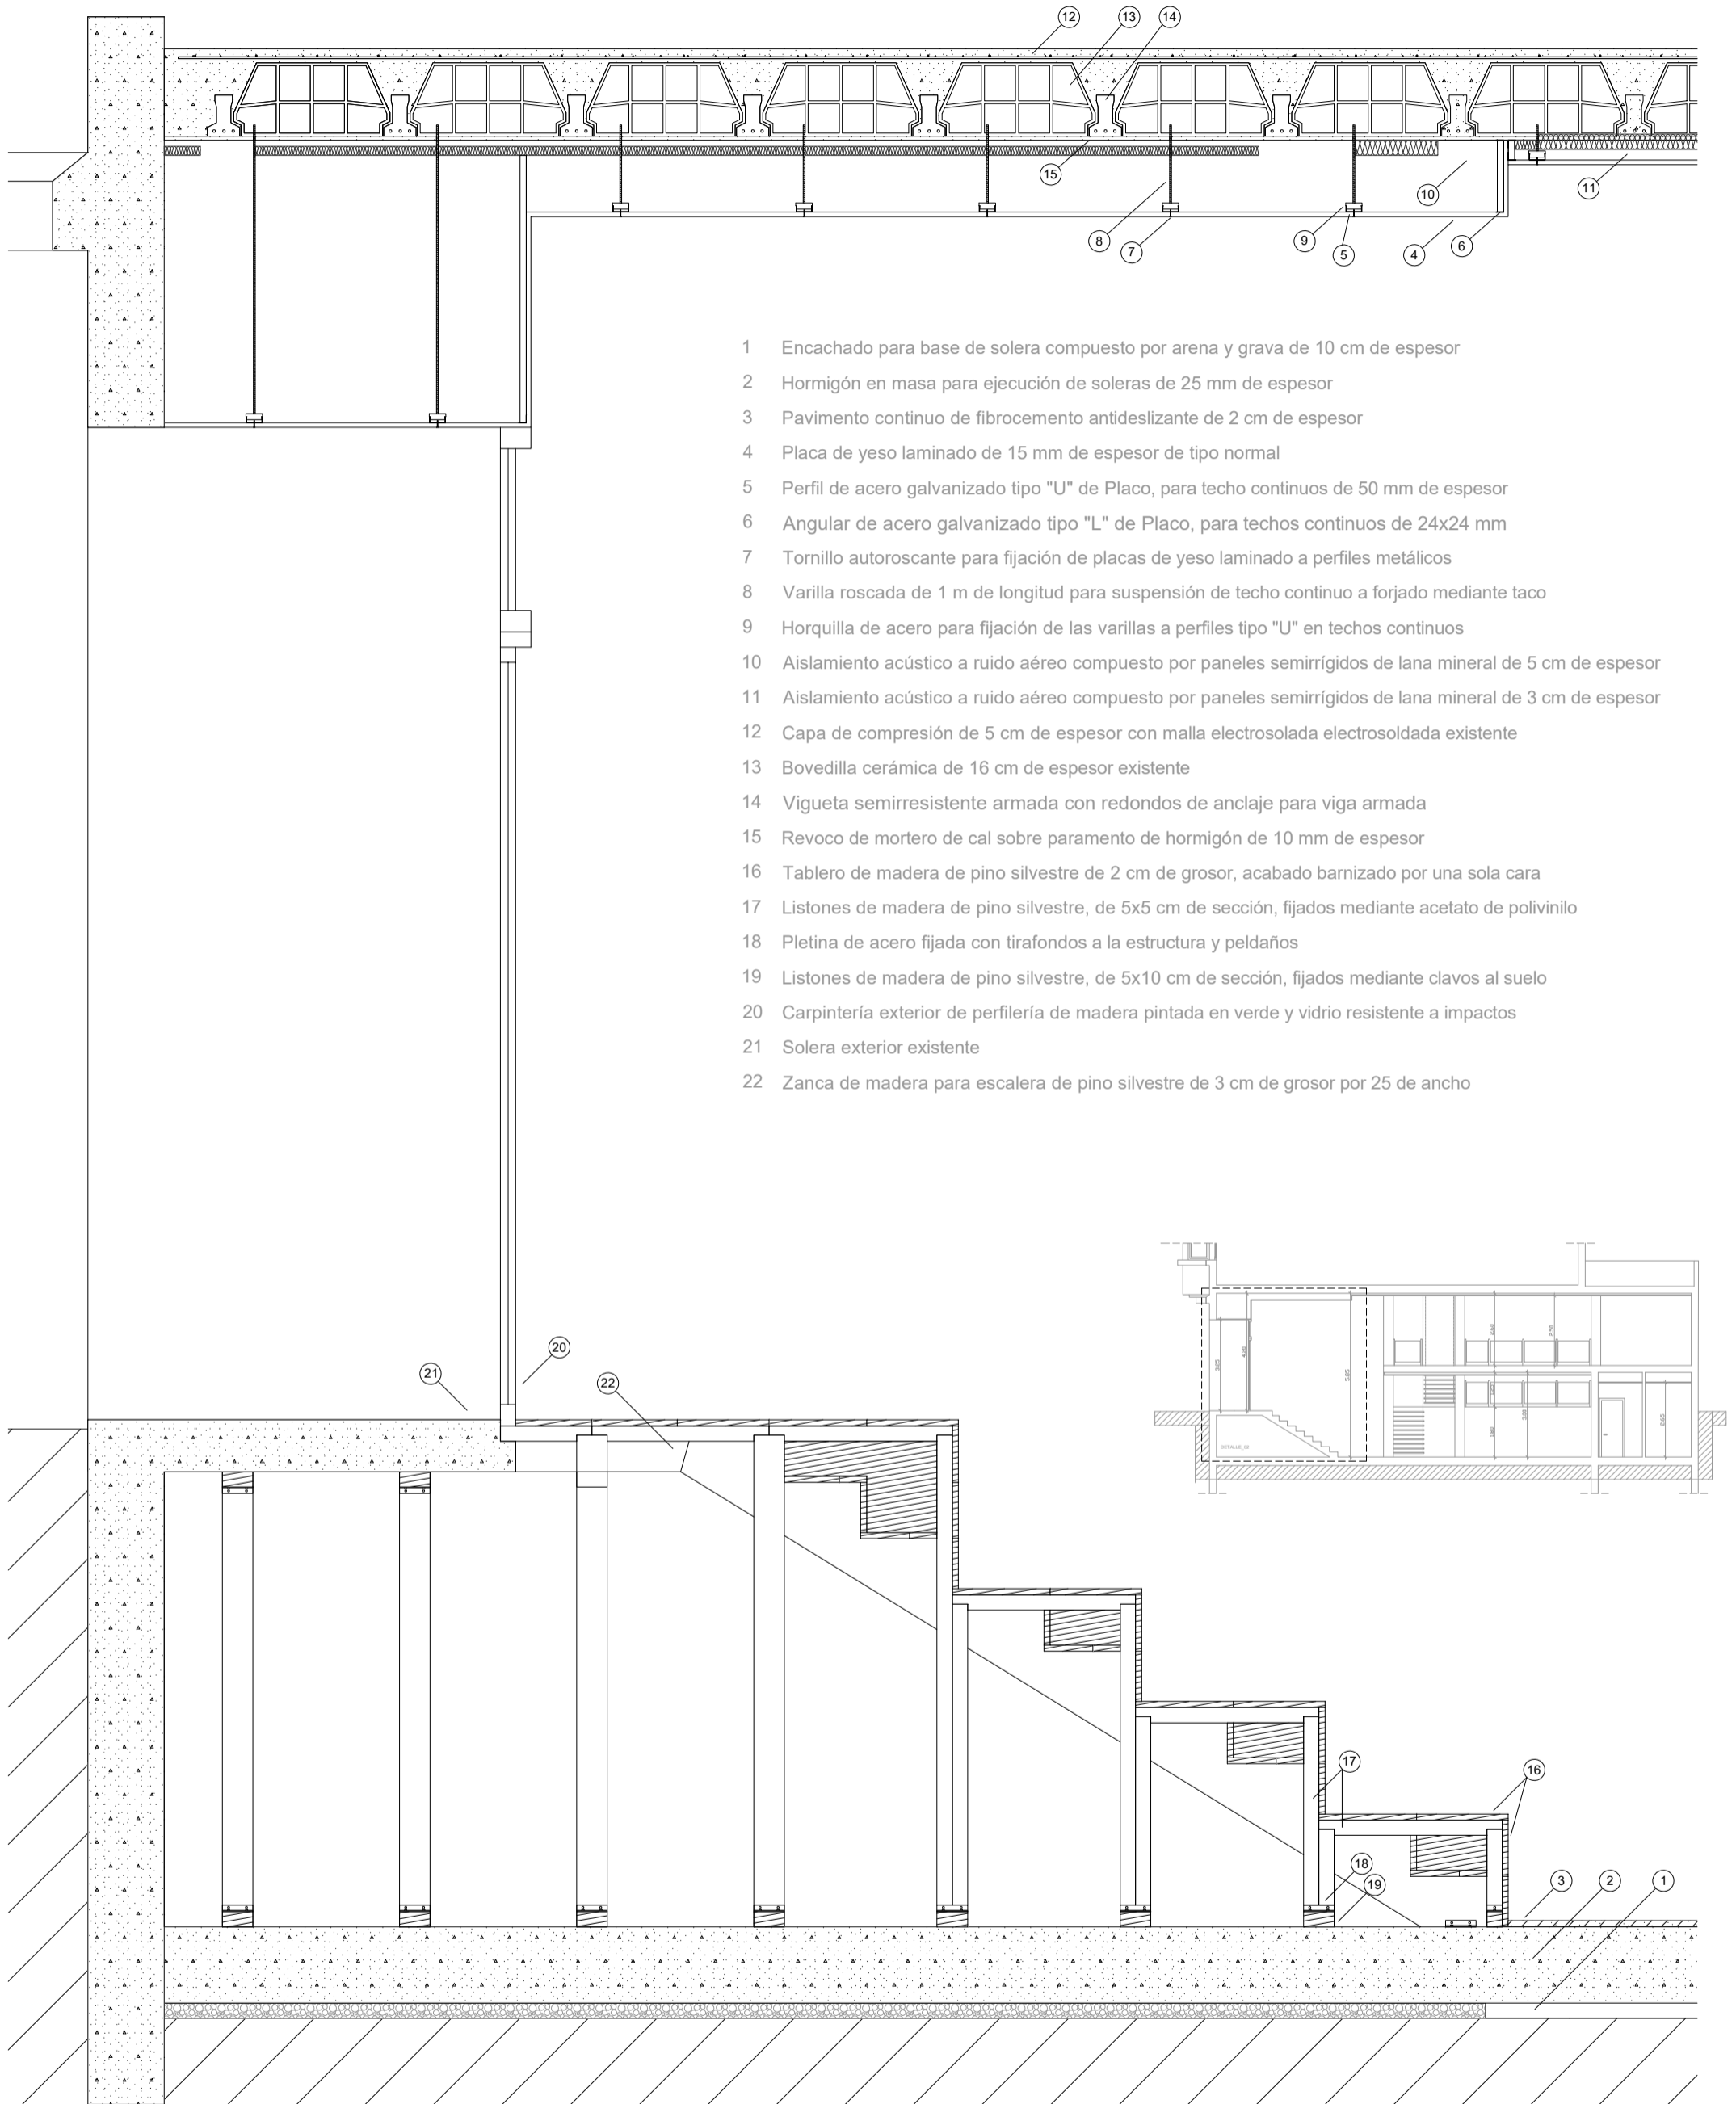 12 13 14
15 10 11
8 7 9 5 4 6
1 Encachado para base de solera compuesto por arena y grava de 10 cm de espesor
2 Hormigón en masa para ejecución de soleras de 25 mm de espesor
3 Pavimento continuo de fibrocemento antideslizante de 2 cm de espesor
4 Placa de yeso laminado de 15 mm de espesor de tipo normal
5 Perfil de acero galvanizado tipo "U" de Placo, para techo continuos de 50 mm de espesor
6 Angular de acero galvanizado tipo "L" de Placo, para techos continuos de 24x24 mm
7 Tornillo autoroscante para fijación de placas de yeso laminado a perfiles metálicos
8 Varilla roscada de 1 m de longitud para suspensión de techo continuo a forjado mediante taco
9 Horquilla de acero para fijación de las varillas a perfiles tipo "U" en techos continuos
10 Aislamiento acústico a ruido aéreo compuesto por paneles semirrígidos de lana mineral de 5 cm de espesor
11 Aislamiento acústico a ruido aéreo compuesto por paneles semirrígidos de lana mineral de 3 cm de espesor
12 Capa de compresión de 5 cm de espesor con malla electrosolada electrosoldada existente
13 Bovedilla cerámica de 16 cm de espesor existente
14 Vigueta semirresistente armada con redondos de anclaje para viga armada
15 Revoco de mortero de cal sobre paramento de hormigón de 10 mm de espesor
16 Tablero de madera de pino silvestre de 2 cm de grosor, acabado barnizado por una sola cara
17 Listones de madera de pino silvestre, de 5x5 cm de sección, fijados mediante acetato de polivinilo
18 Pletina de acero fijada con tirafondos a la estructura y peldaños
19 Listones de madera de pino silvestre, de 5x10 cm de sección, fijados mediante clavos al suelo
20 Carpintería exterior de perfilería de madera pintada en verde y vidrio resistente a impactos
21 Solera exterior existente
22 Zanca de madera para escalera de pino silvestre de 3 cm de grosor por 25 de ancho
2.60 2.50
3.25 4.20 5.85
3.00 1.80 2.65
DETALLE_02
20
21 22
17 16
18
19 3 2 1